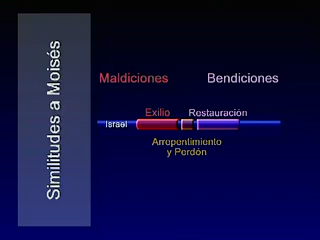 Similitudes a Moisés
Maldiciones Bendiciones
Exilio Restauración
Israel
Arrepentimiento
y Perdón